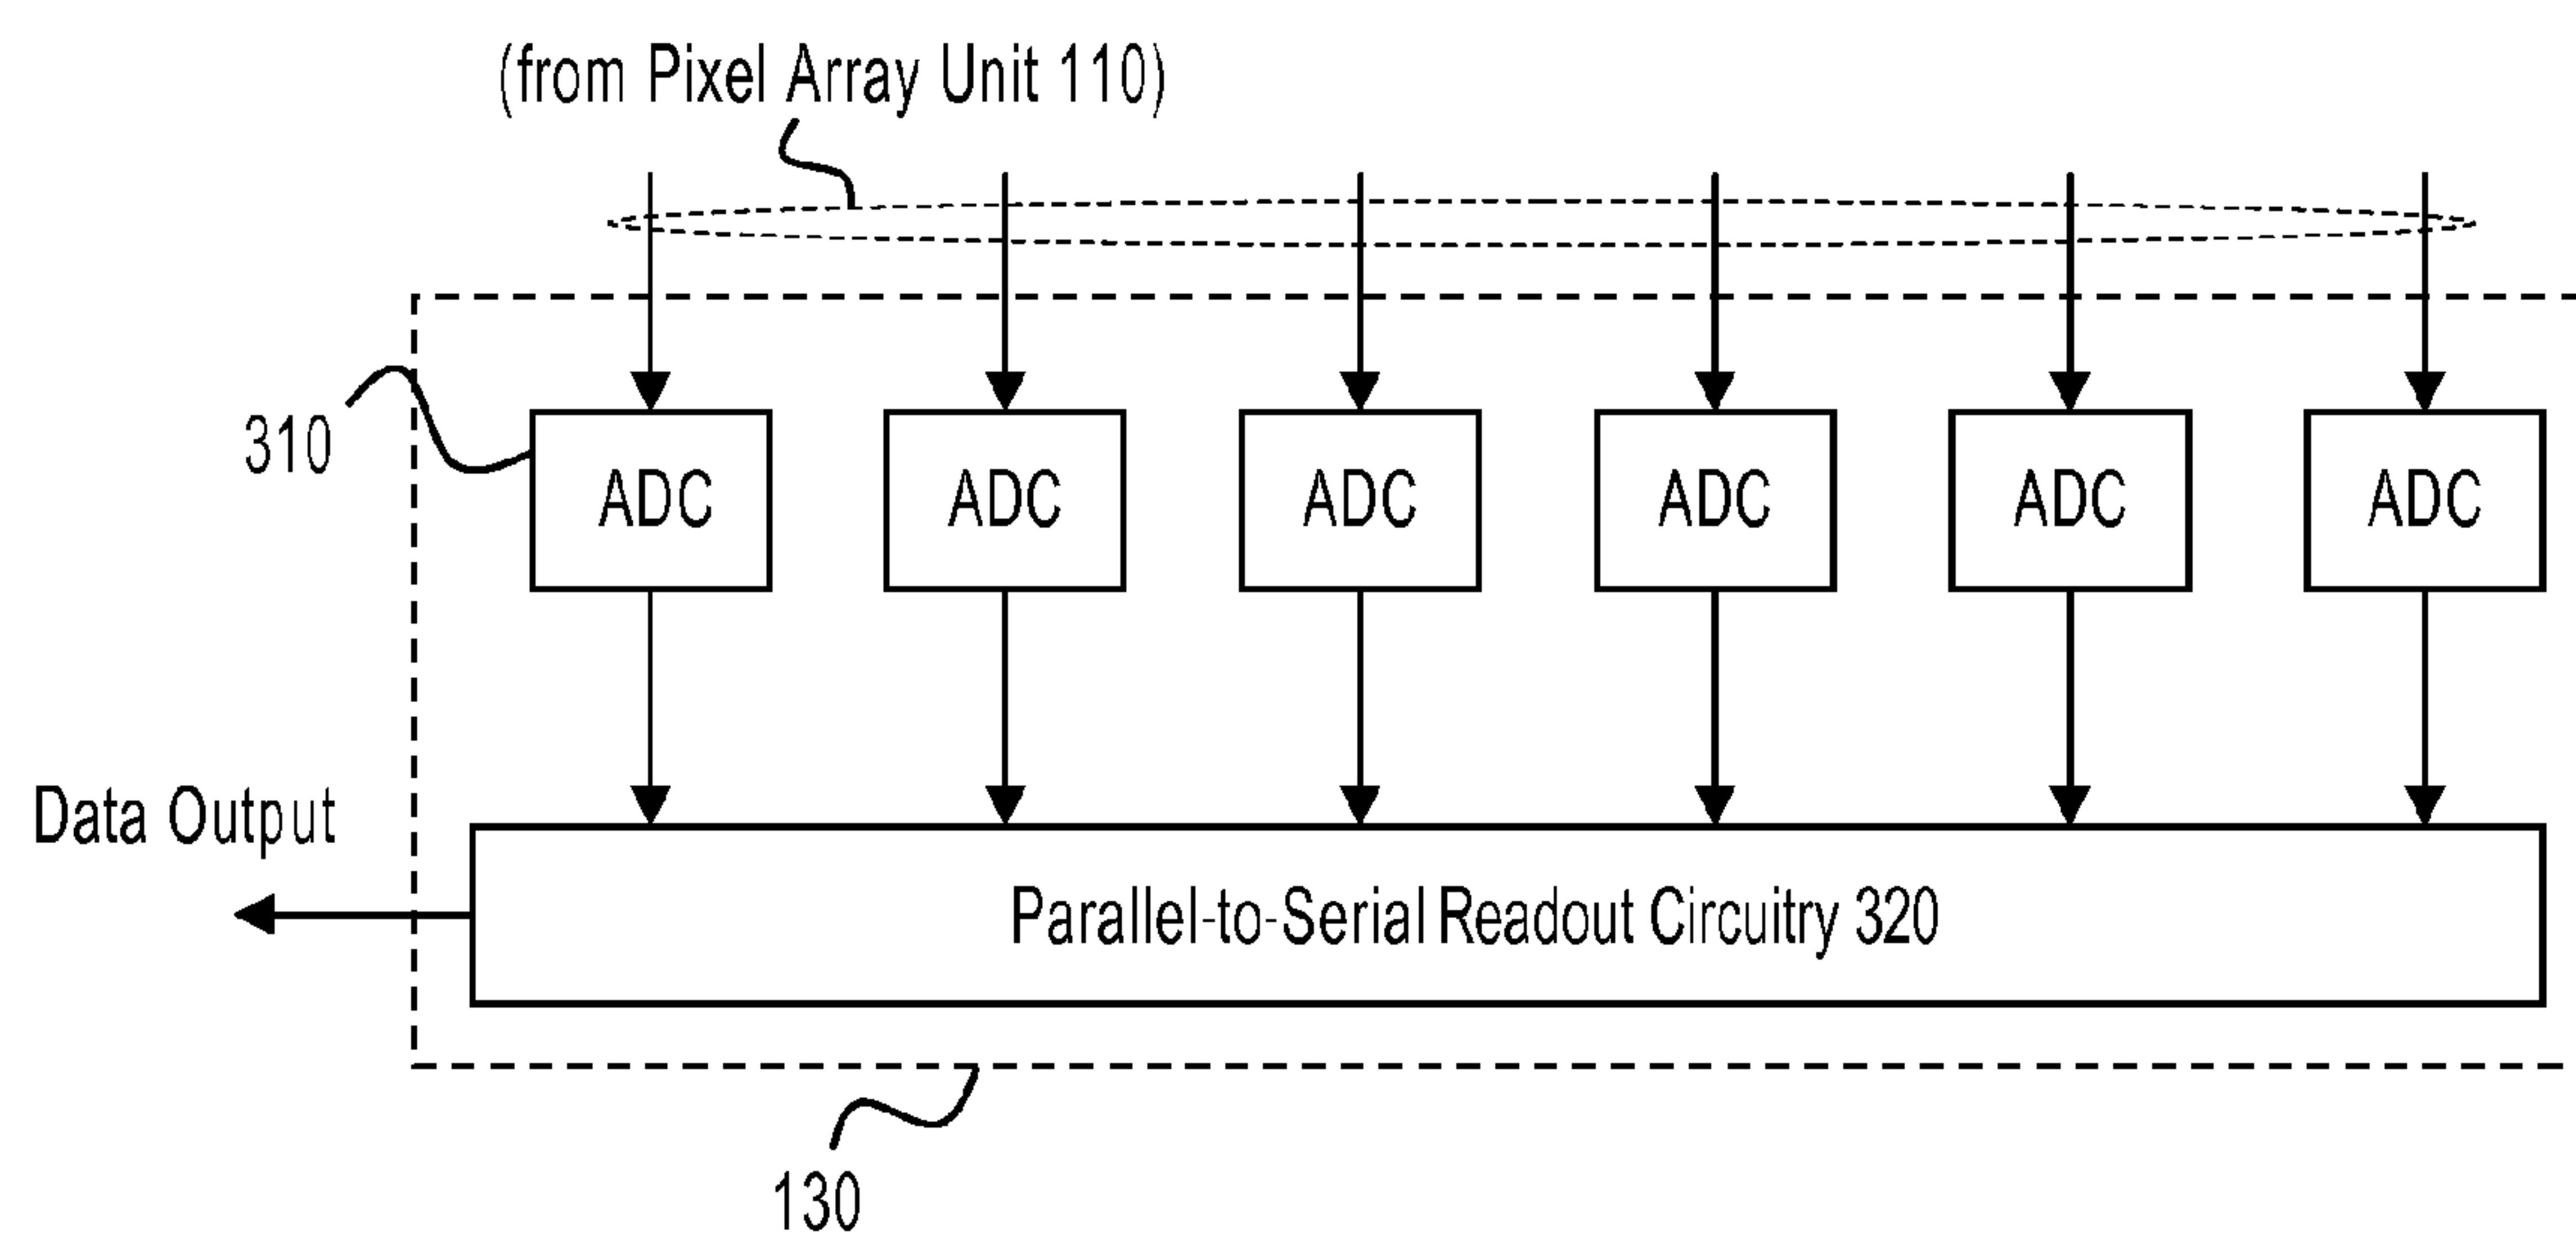 (from Pixel Array Unit 110)
310
ADC ADC ADC ADC ADC ADC
Data Output
Parallel-to-Serial Readout Circuitry 320
130